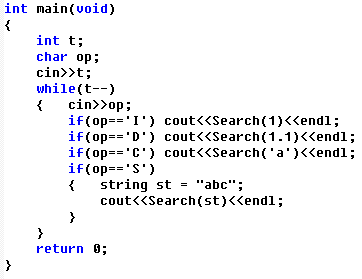 int main(void)
{
    int t;
    char op;
    cin>>t;
    while(t--)
    {   cin>>op;
        if(op=='I') cout<<Search(1)<<endl;
        if(op=='D') cout<<Search(1.1)<<endl;
        if(op=='C') cout<<Search('a')<<endl;
        if(op=='S')
        {   string st = "abc";
            cout<<Search(st)<<endl;
        }
    }
    return 0;
}